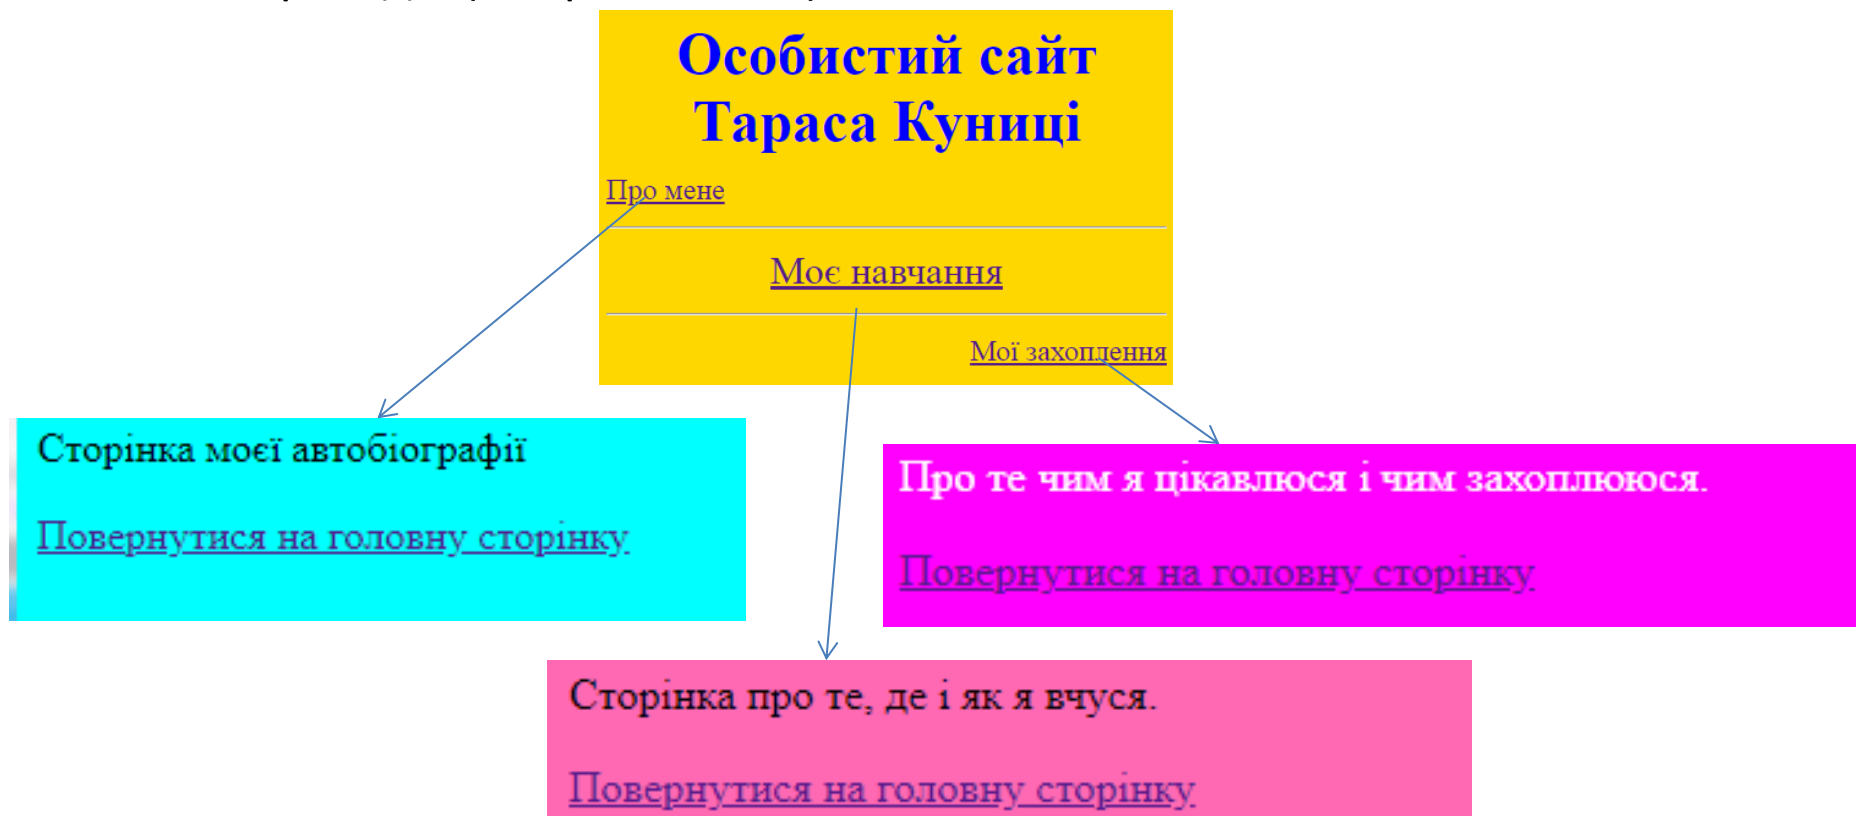 Особистий сайт
Тараса Куниці
Про мене
Моє навчання
Мої захоплення
Сторінка моєї автобіографії
Повернутися на головну сторінку
Про те чим я цікавлюся і чим захоплююся.
Повернутися на головну сторінку
Сторінка про те, де і як я вчуся.
Повернутися на головну сторінку